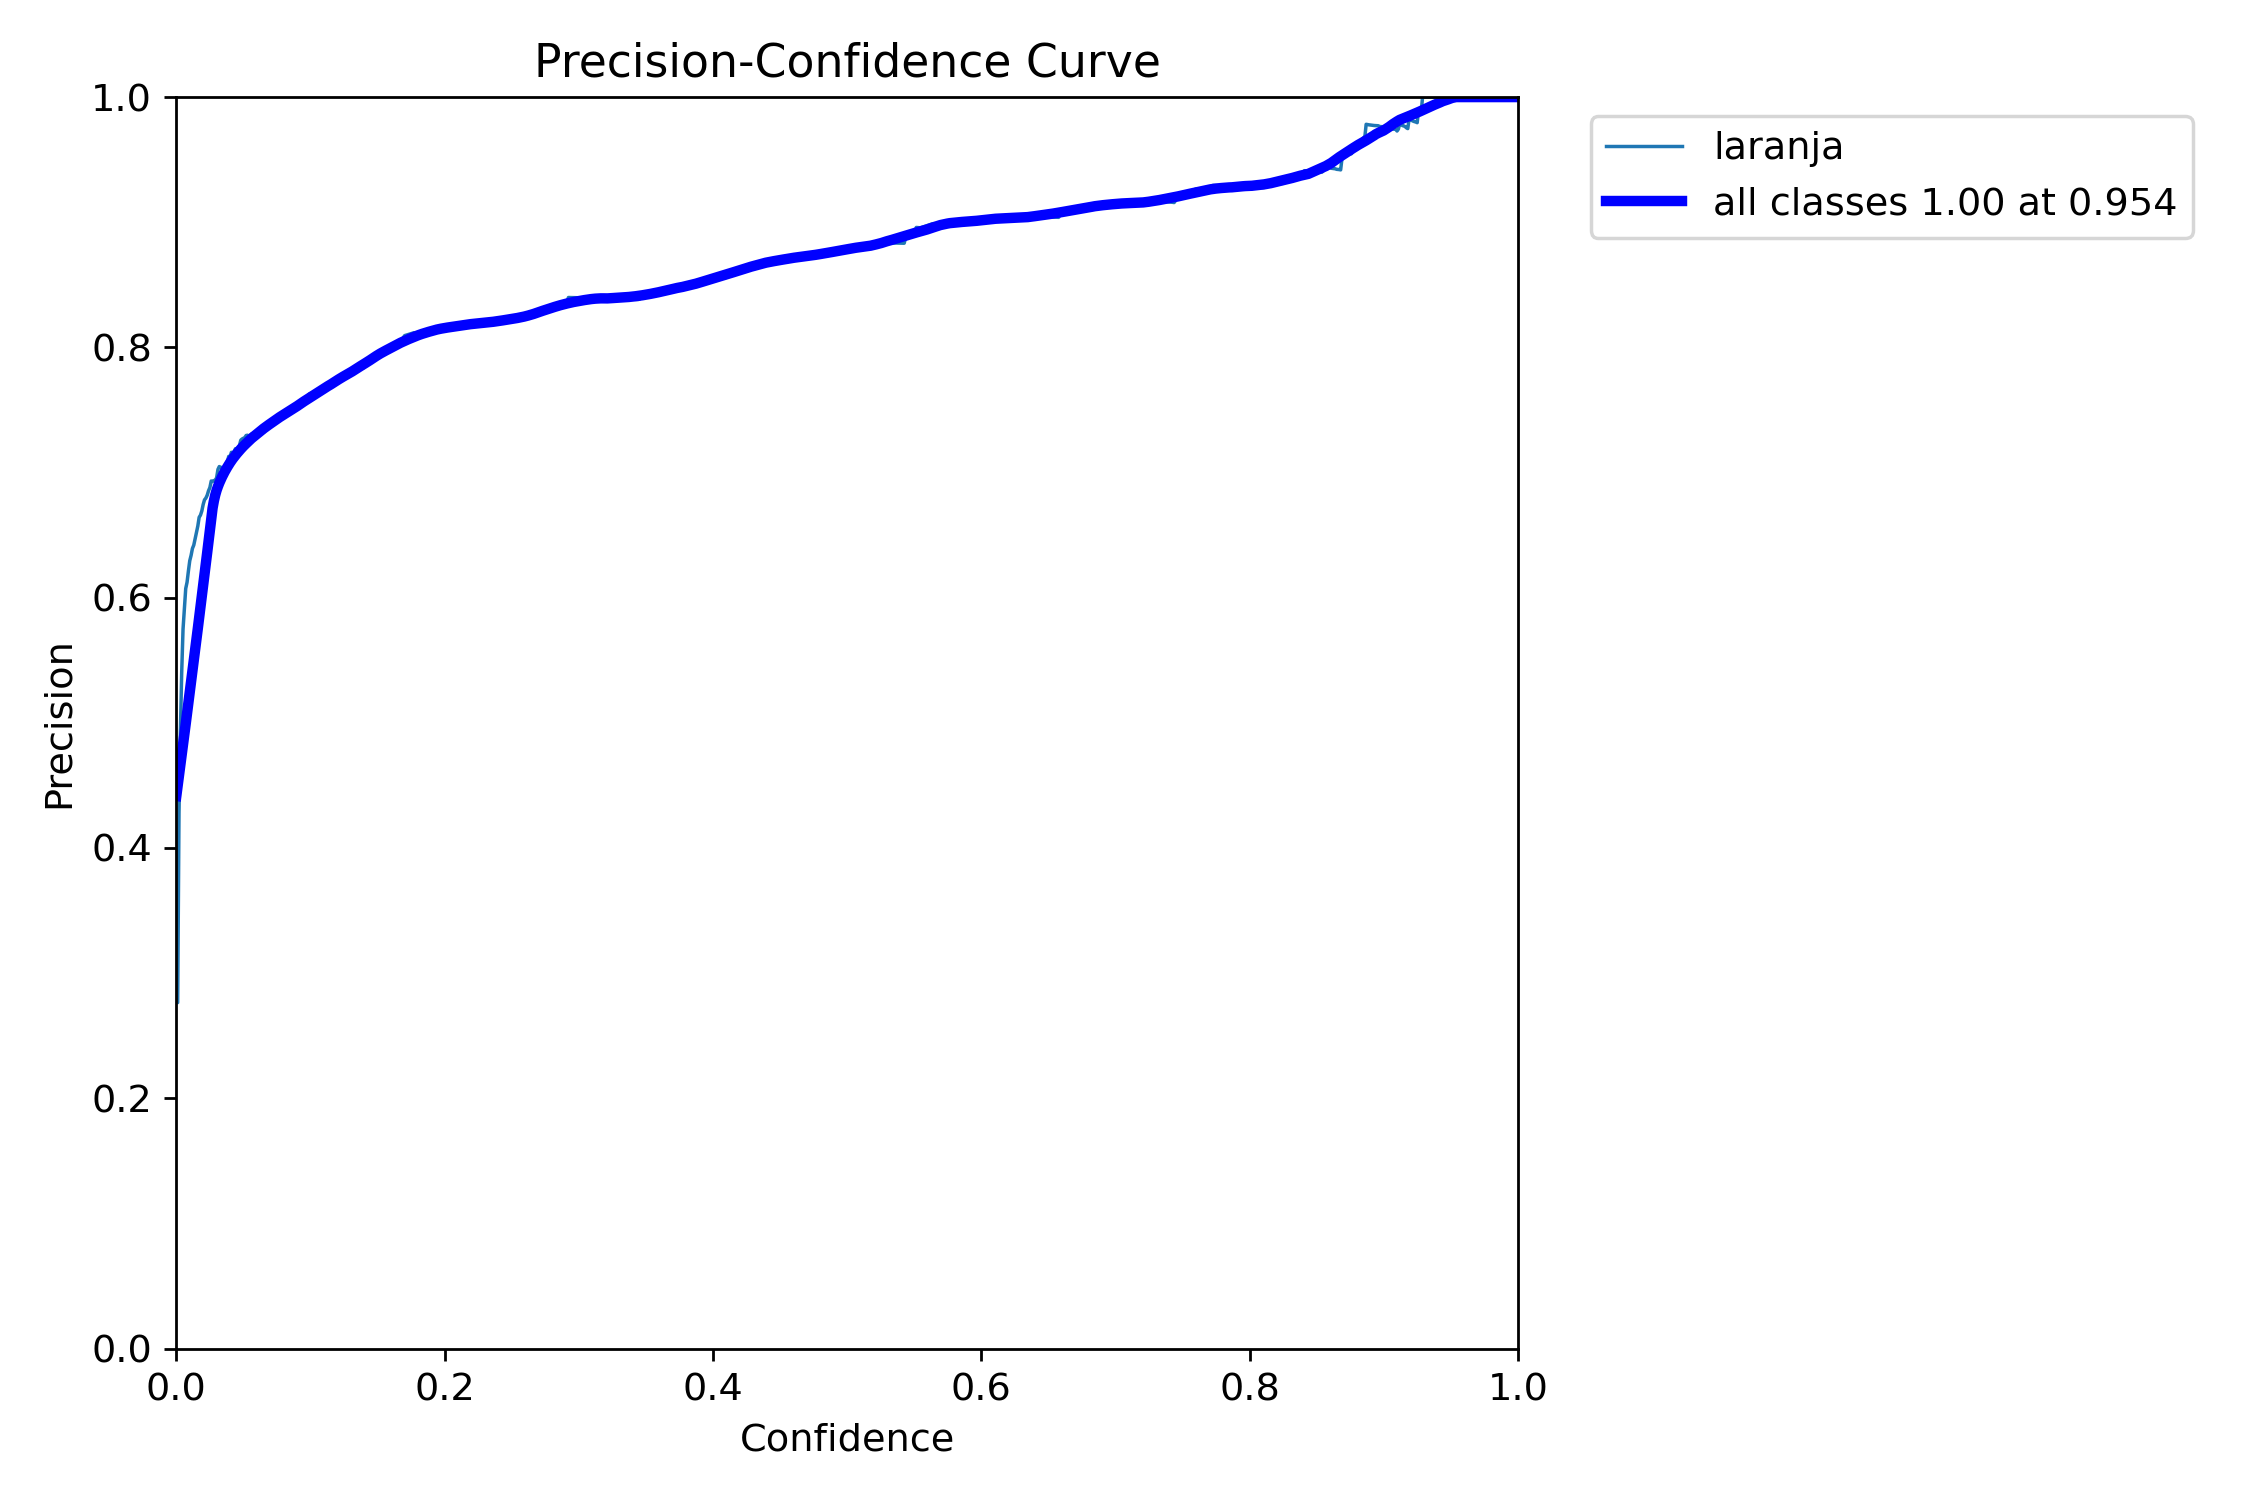 Precision-Confidence Curve
1.0
0.8
0.6
0.4
0.2
0.0
Precision
0.0 0.2 0.4 0.6 0.8 1.0
Confidence
laranja
all classes 1.00 at 0.954